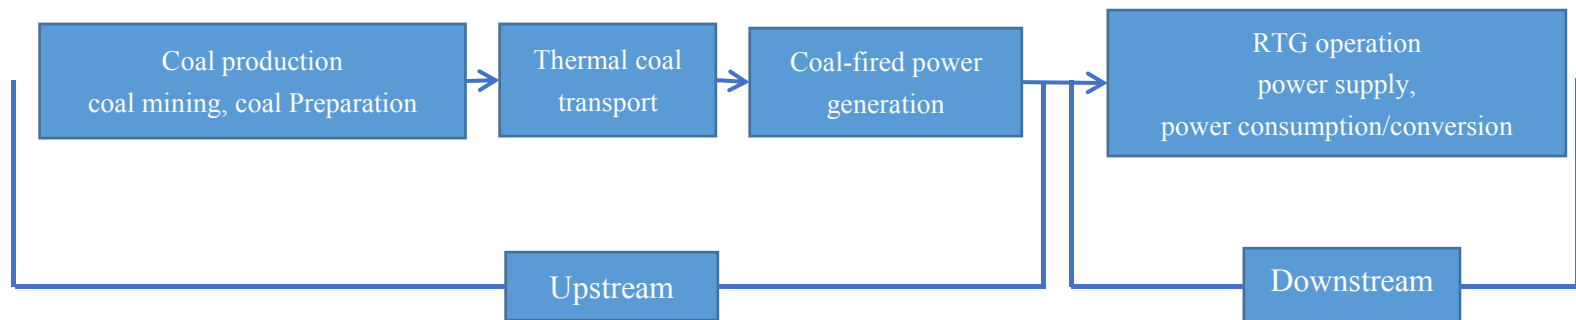 Coal production
coal mining, coal Preparation
Thermal coal
transport
Coal-fired power
generation
RTG operation
power supply,
power consumption/conversion
Upstream
Downstream